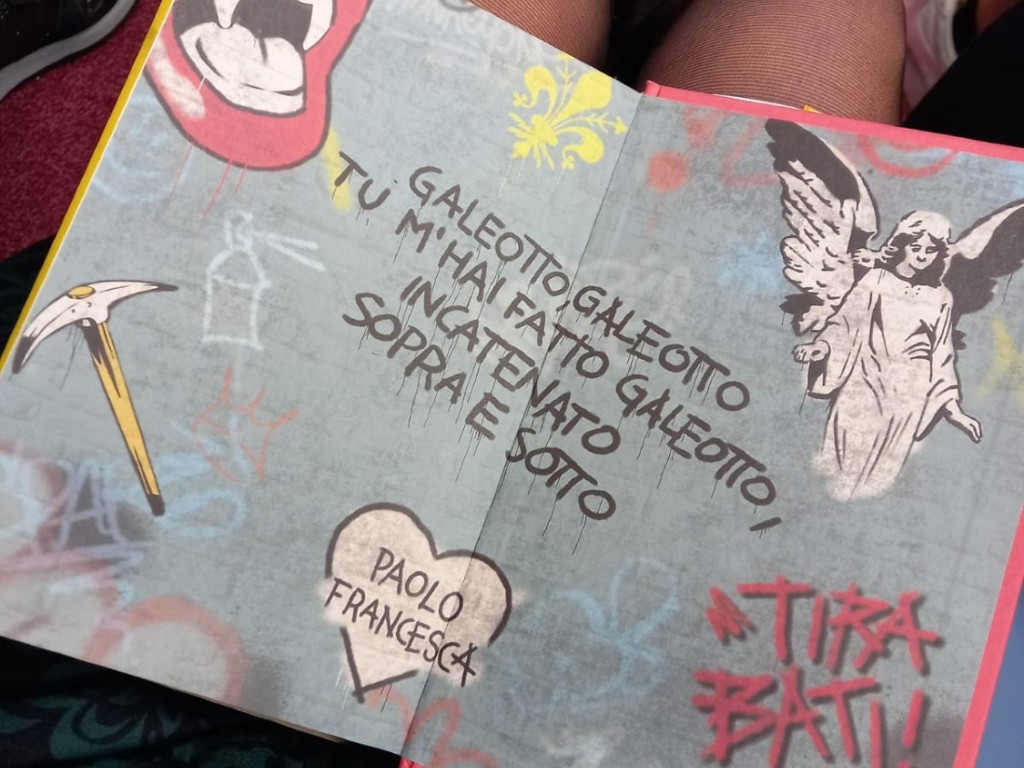 GALEOTTO, GALEOTTO
TU M'HAI FATTO GALEOTTO,
INCATENATO
SOPRA E SOTTO
PAOLO
FRANCESCA
TIRA
BATI!